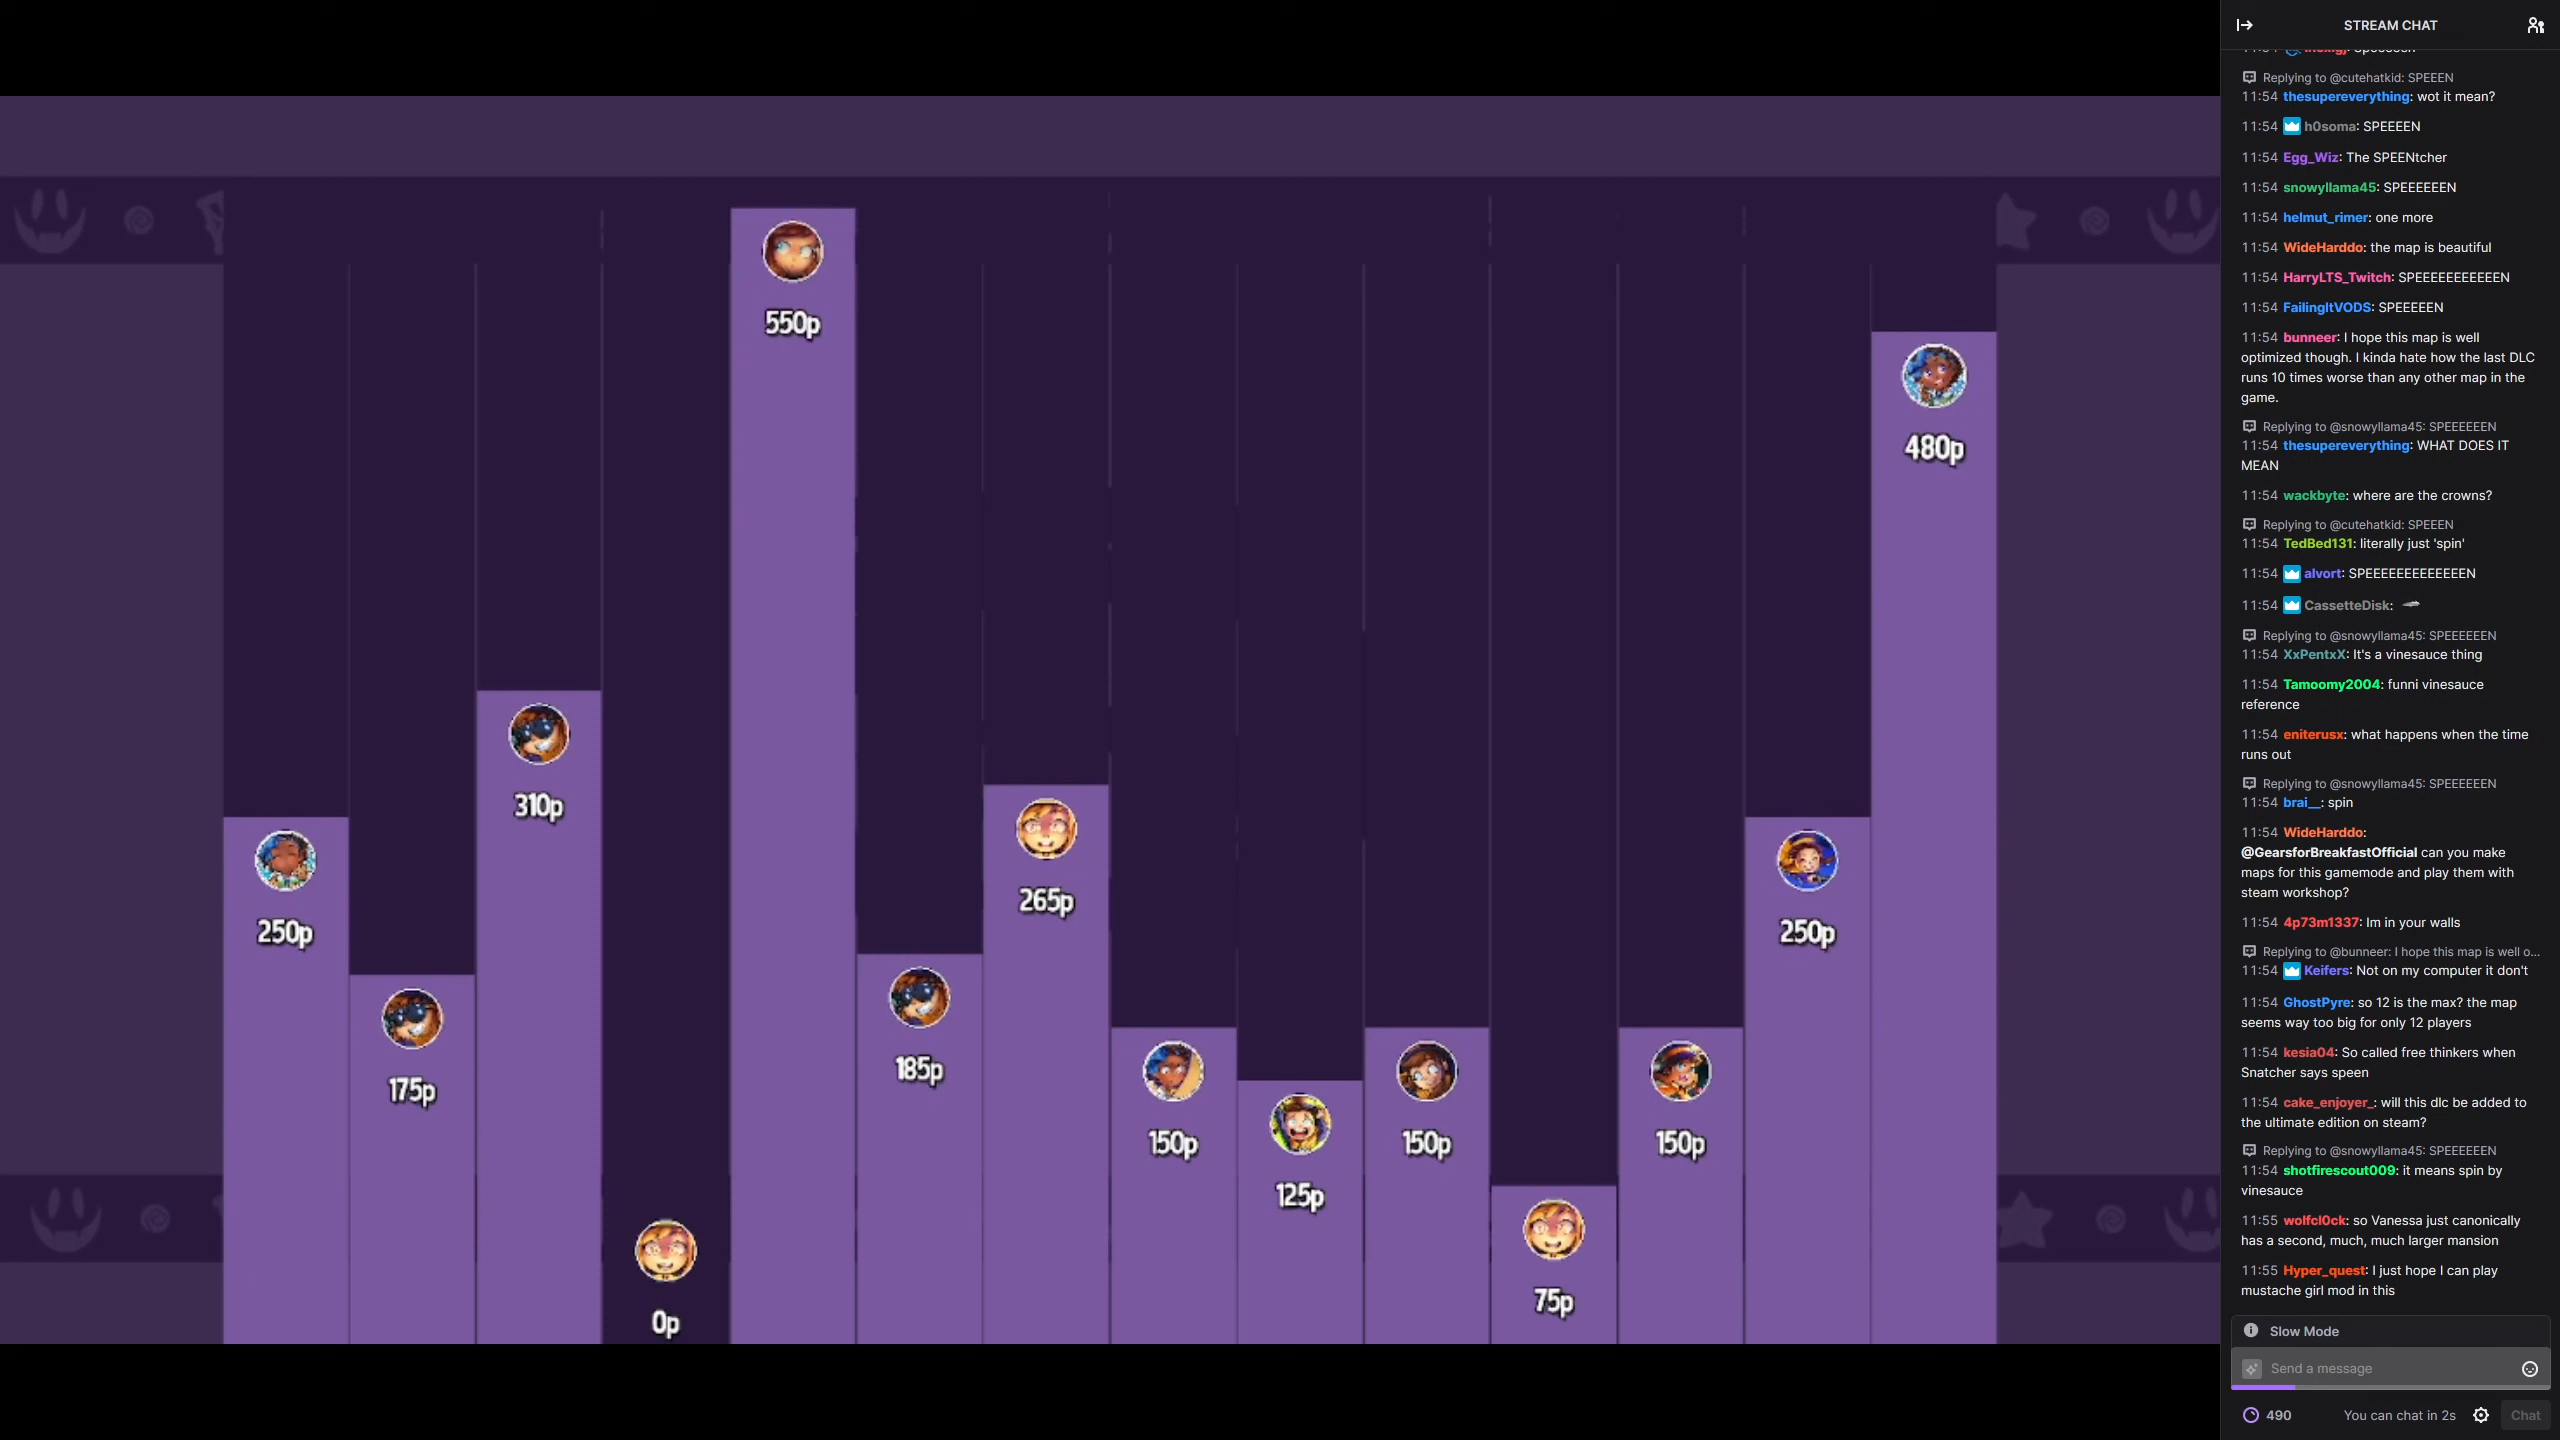 550p
480p
310p
250p
175p
265p
185p
250p
150p
125p
150p
150p
75p
0p
STREAM CHAT
Replying to @cutehatkid: SPEEEN
11:54 thesupereverything: wot it mean?
11:54 h0soma: SPEEEEN
11:54 Egg_Wiz: The SPEENtcher
11:54 snowyllama45: SPEEEEEEN
11:54 helmut_rimer: one more
11:54 WideHarddo: the map is beautiful
11:54 HarryLTS_Twitch: SPEEEEEEEEEEEN
11:54 FailingItVODS: SPEEEEEN
11:54 bunneer: I hope this map is well
optimized though. I kinda hate how the last DLC
runs 10 times worse than any other map in the
game.
Replying to @snowyllama45: SPEEEEEEN
11:54 thesupereverything: WHAT DOES IT
MEAN
11:54 wackbyte: where are the crowns?
Replying to @cutehatkid: SPEEEN
11:54 TedBed131: literally just 'spin'
11:54 alvort: SPEEEEEEEEEEEEEN
11:54 CassetteDisk:
Replying to @snowyllama45: SPEEEEEEN
11:54 XxPentxX: It's a vinesauce thing
11:54 Tamoomy2004: funni vinesauce
reference
11:54 eniterusx: what happens when the time
runs out
Replying to @snowyllama45: SPEEEEEEN
11:54 brai__: spin
11:54 WideHarddo:
@GearsforBreakfastOfficial can you make
maps for this gamemode and play them with
steam workshop?
11:54 4p73m1337: Im in your walls
Replying to @bunneer: I hope this map is well o...
11:54 Keifers: Not on my computer it don't
11:54 GhostPyre: so 12 is the max? the map
seems way too big for only 12 players
11:54 kesia04: So called free thinkers when
Snatcher says speen
11:54 cake_enjoyer_: will this dlc be added to
the ultimate edition on steam?
Replying to @snowyllama45: SPEEEEEEN
11:54 shotfirescout009: it means spin by
vinesauce
11:55 wolfcl0ck: so Vanessa just canonically
has a second, much, much larger mansion
11:55 Hyper_quest: I just hope I can play
mustache girl mod in this
Slow Mode
Send a message
490
You can chat in 2s
Chat